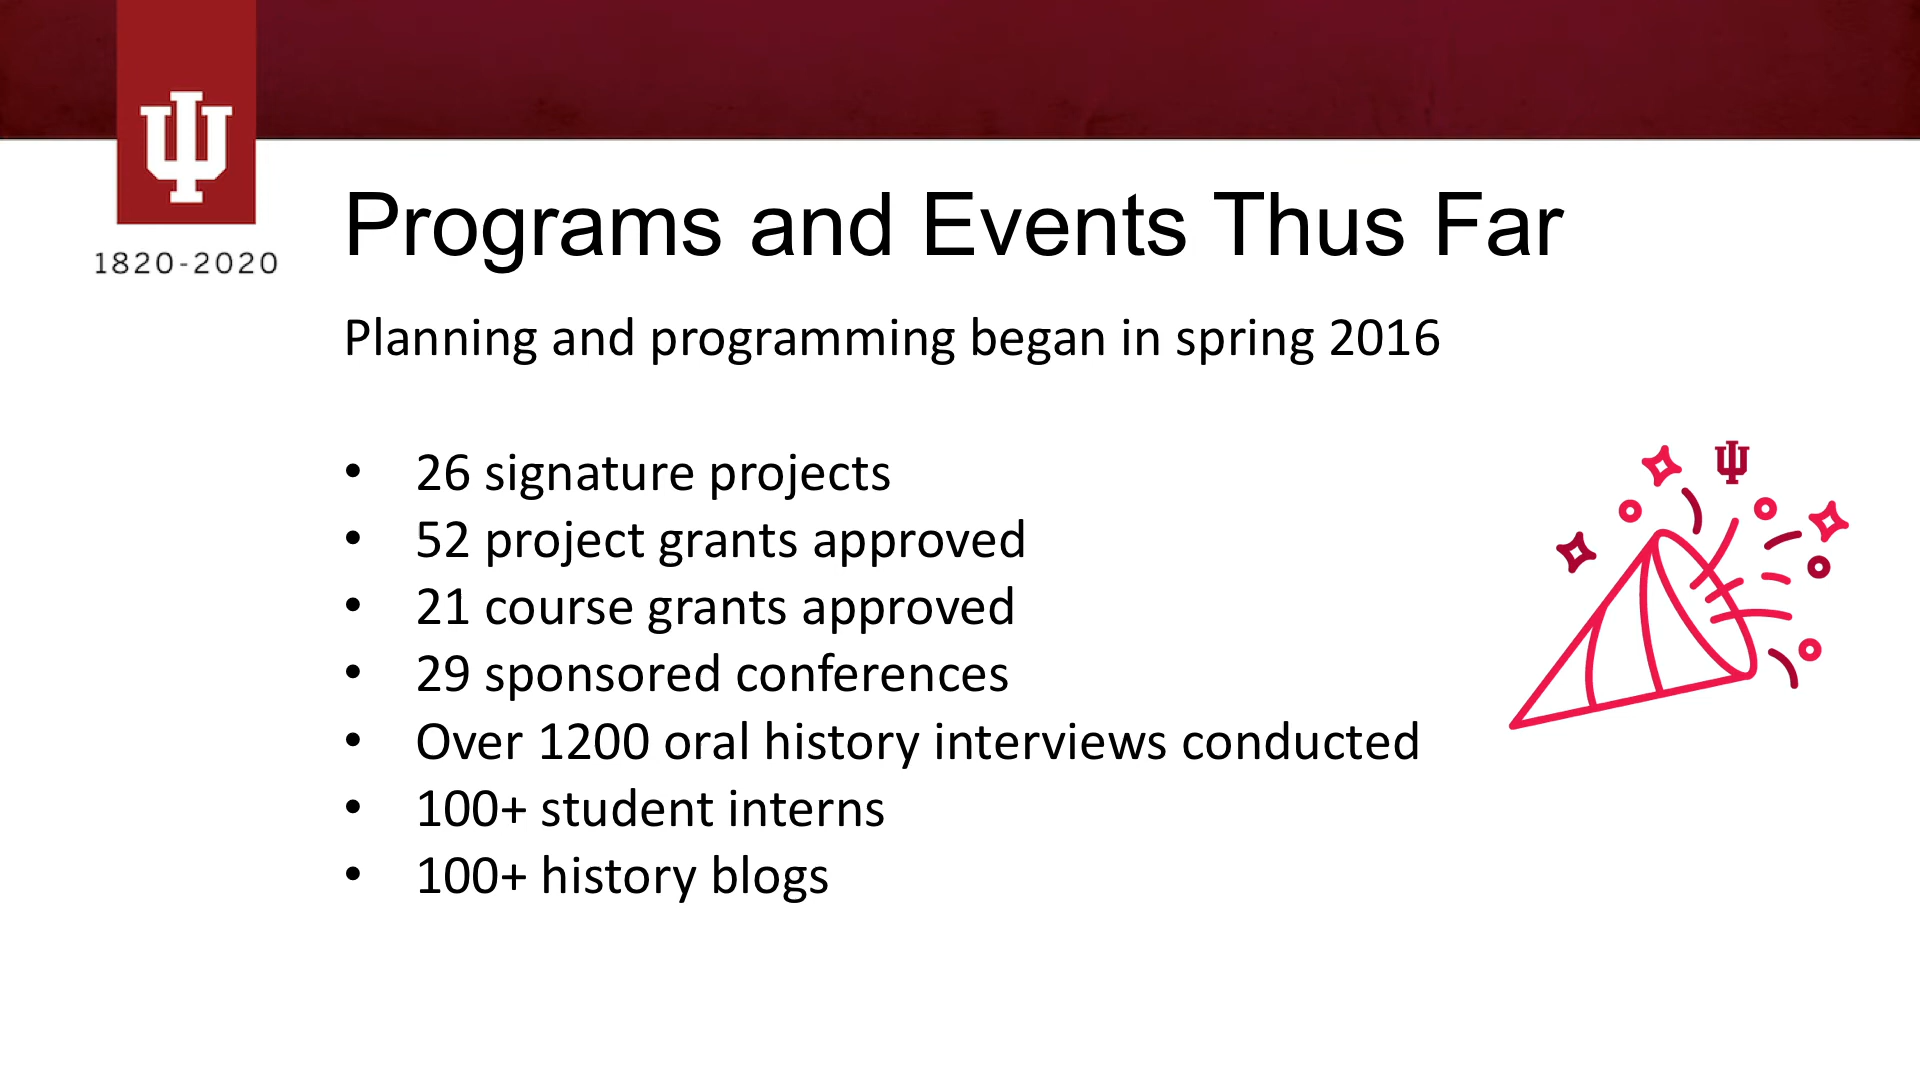 1820-2020
Programs and Events Thus Far
Planning and programming began in spring 2016
• 26 signature projects
• 52 project grants approved
• 21 course grants approved
• 29 sponsored conferences
• Over 1200 oral history interviews conducted
• 100+ student interns
• 100+ history blogs